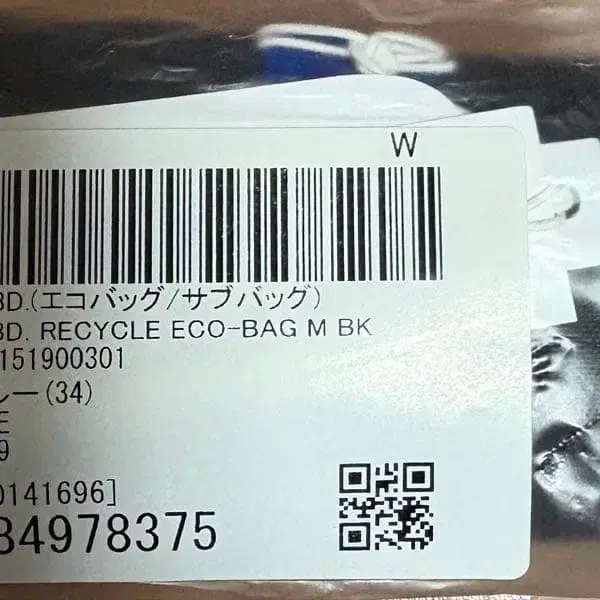 W
BD.(エコバッグ/サブバッグ)
BD. RECYCLE ECO-BAG M BK
151900301
レー(34)
E
9
0141696]
84978375